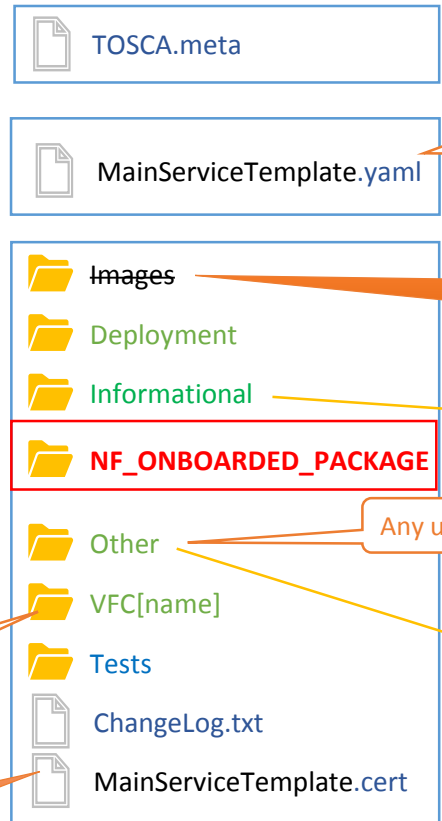 TOSCA.meta
MainServiceTemplate.yaml
Images
Deployment
Informational
NF_ONBOARDED_PACKAGE
Any u
Other
VFC[name]
Tests
ChangeLog.txt
MainServiceTemplate.cert